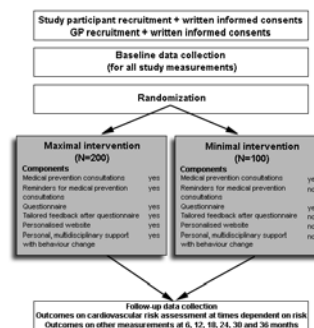 Study participant recruitment + written informed consents
GP recruitment + written informed consents
Baseline data collection
(for all study measurements)
Randomization
Maximal intervention
(N=200)
Components
Medical prevention consultations yes
Reminders for medical prevention yes
consultations
Questionnaire yes
Tailored feedback after questionnaire yes
Personalised website yes
Personal, multidisciplinary support yes
with behaviour change
Minimal intervention
(N=100)
Components
Medical prevention consultations
Reminders for medical prevention
consultations
Questionnaire
Tailored feedback after questionnaire
Personalised website
Personal, multidisciplinary support
with behaviour change
Follow-up data collection
Outcomes on cardiovascular risk assessment at times dependent on risk
Outcomes on other measurements at 6, 12, 18, 24, 30 and 36 months